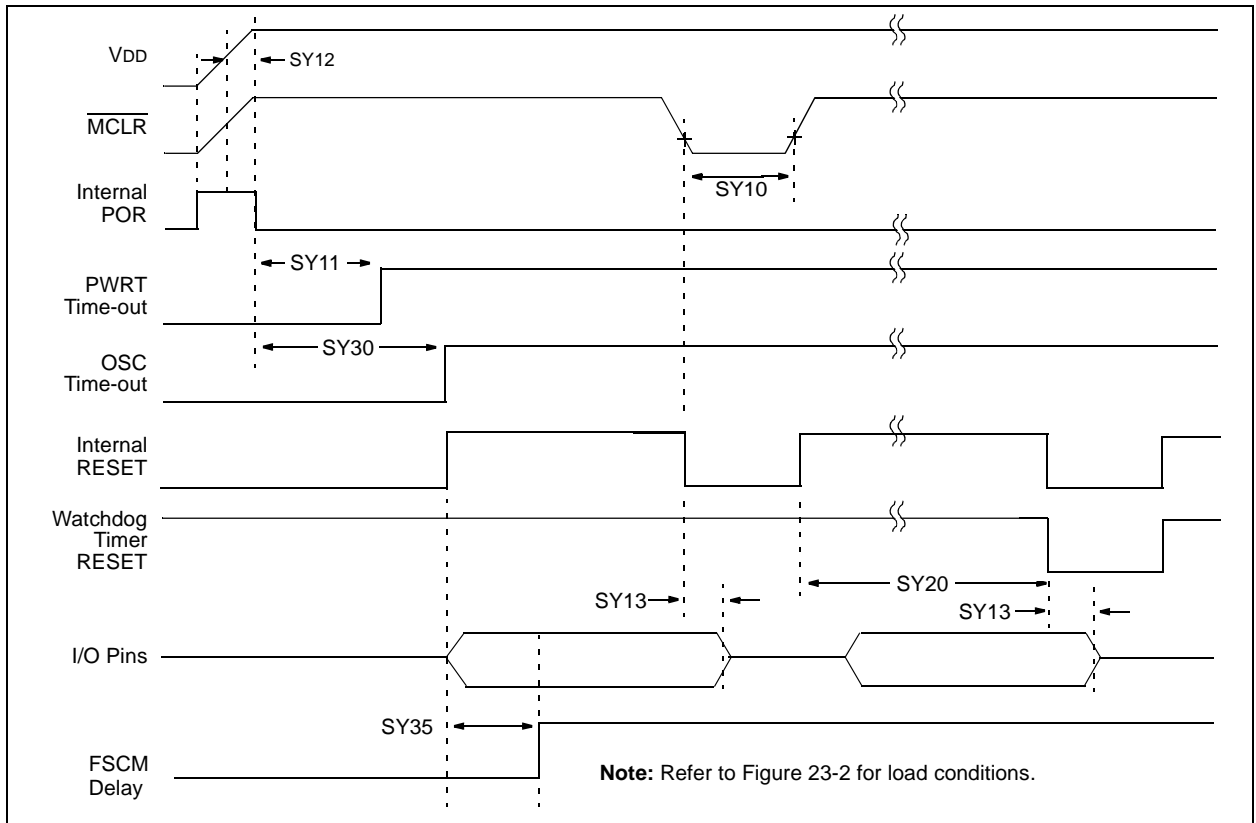 VDD
SY12
MCLR
SY10
Internal
POR
SY11
PWRT
Time-out
SY30
OSC
Time-out
Internal
RESET
Watchdog
Timer
RESET
SY20
SY13
SY13
I/O Pins
SY35
FSCM
Delay
Note: Refer to Figure 23-2 for load conditions.